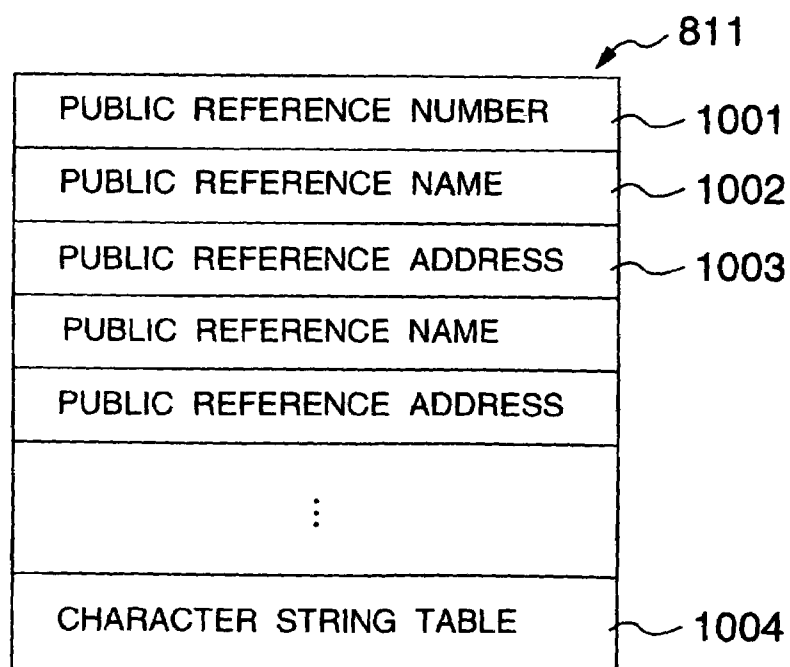 811
PUBLIC REFERENCE NUMBER 1001
PUBLIC REFERENCE NAME 1002
PUBLIC REFERENCE ADDRESS 1003
PUBLIC REFERENCE NAME
PUBLIC REFERENCE ADDRESS
⋮
CHARACTER STRING TABLE 1004